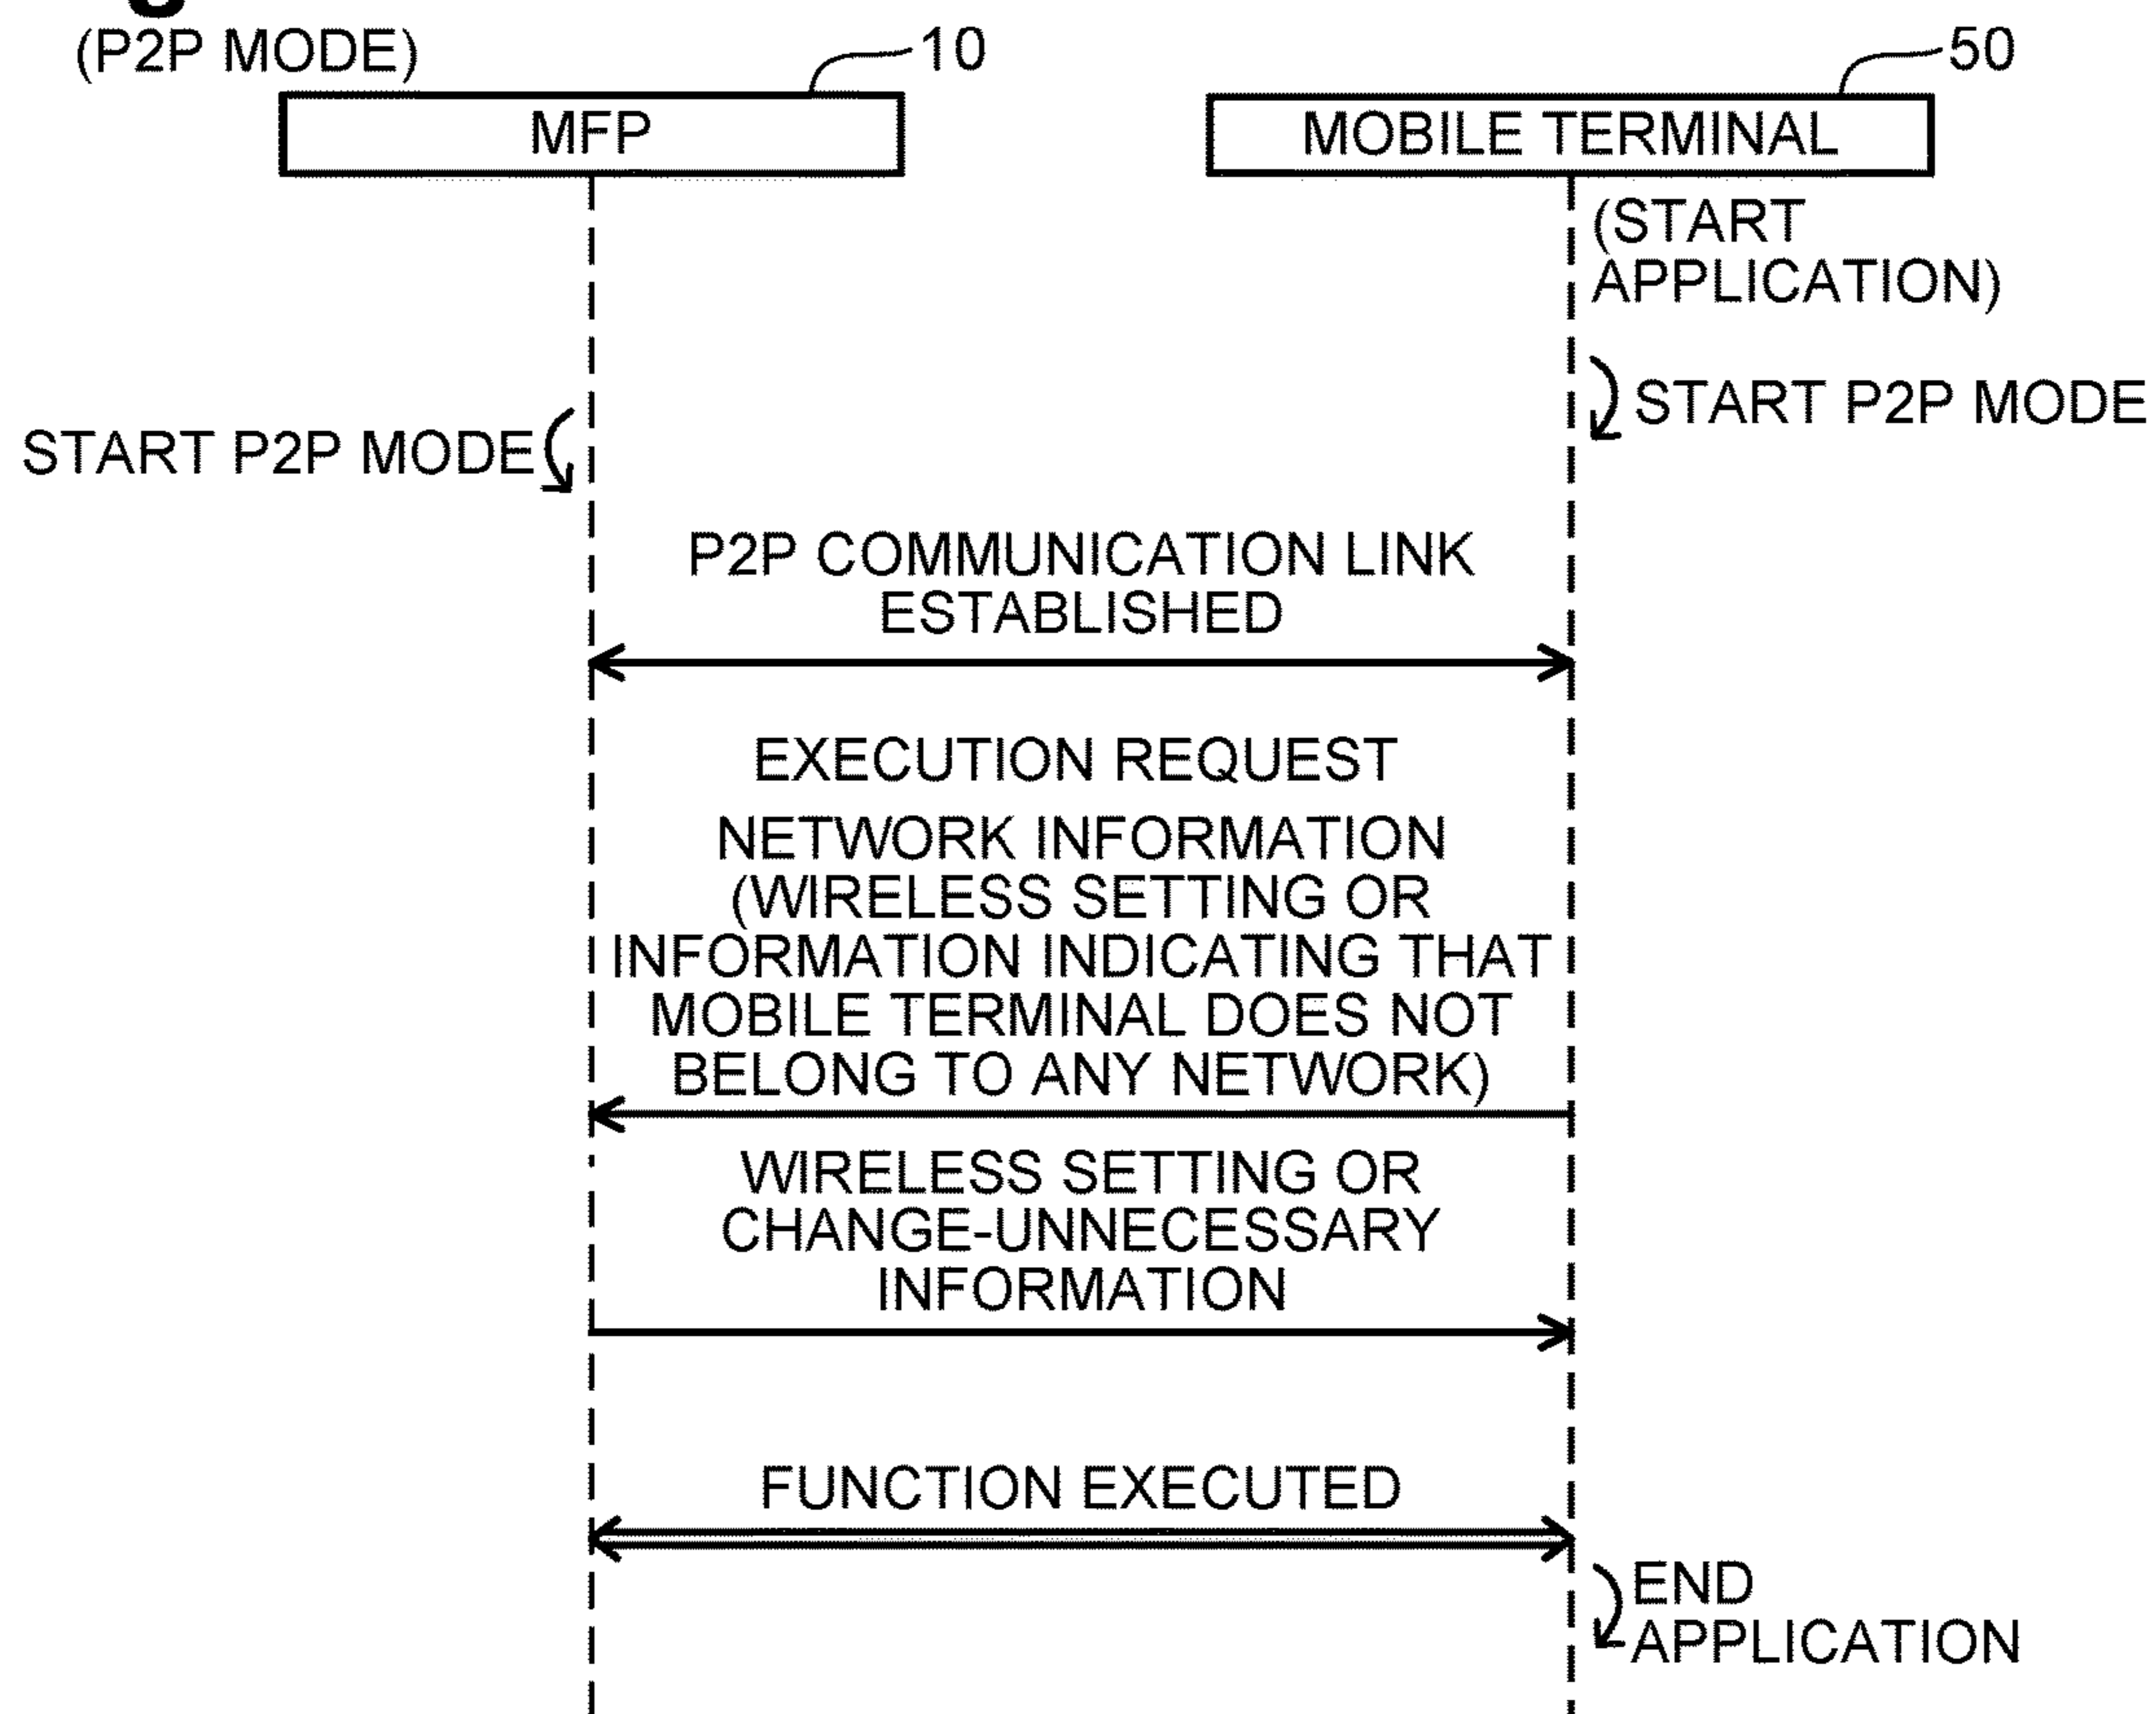 (P2P MODE)
10
50
MFP
MOBILE TERMINAL
(START
APPLICATION)
START P2P MODE
START P2P MODE
P2P COMMUNICATION LINK
ESTABLISHED
EXECUTION REQUEST
NETWORK INFORMATION
(WIRELESS SETTING OR
INFORMATION INDICATING THAT
MOBILE TERMINAL DOES NOT
BELONG TO ANY NETWORK)
WIRELESS SETTING OR
CHANGE-UNNECESSARY
INFORMATION
FUNCTION EXECUTED
END
APPLICATION